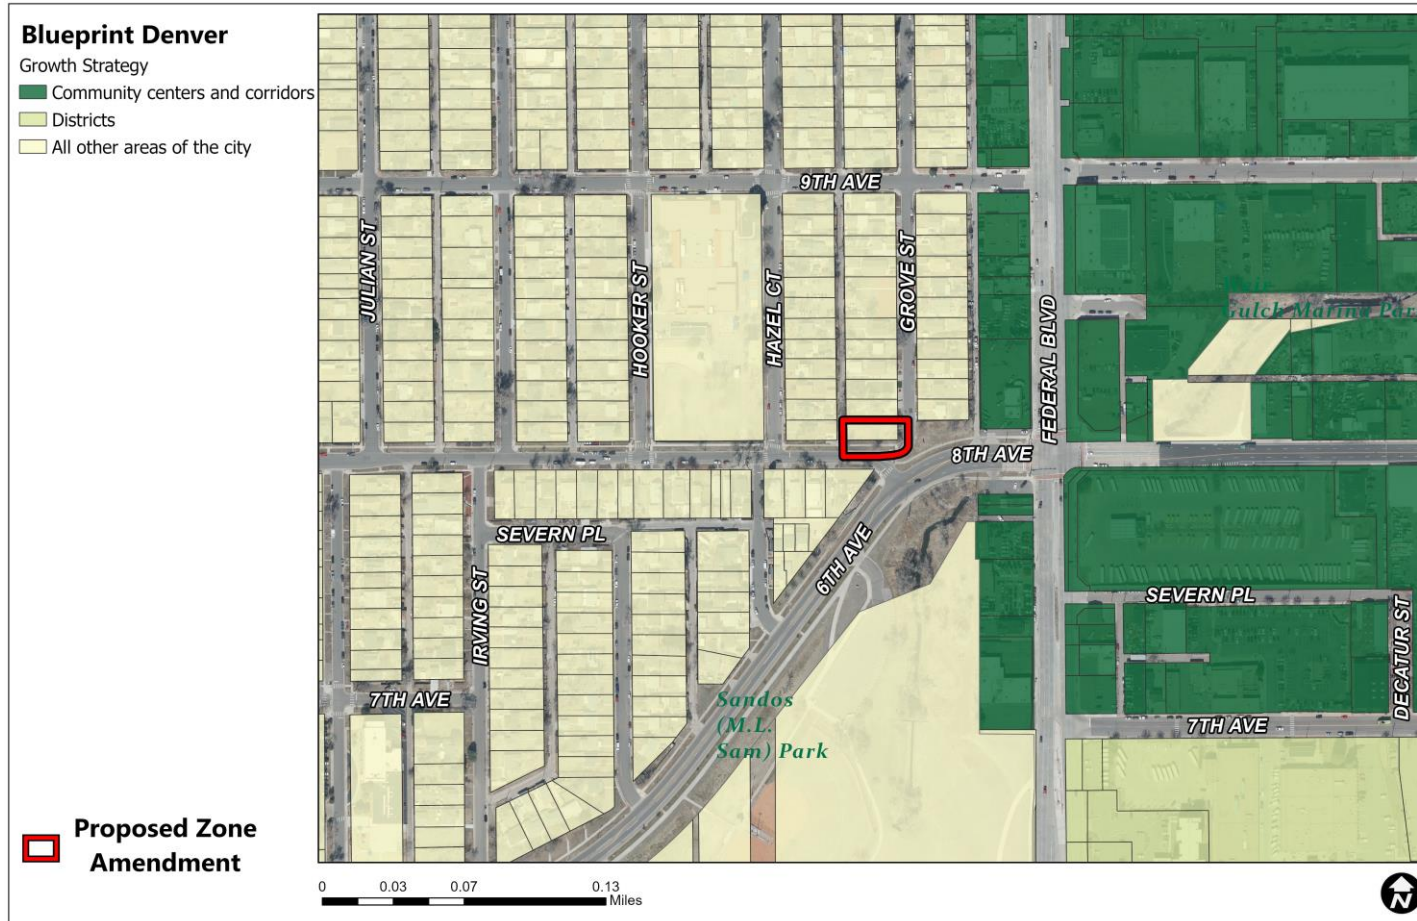 Blueprint Denver
Growth Strategy
Community centers and corridors
Districts
All other areas of the city
9TH AVE
JULIAN ST
HOOKER ST
HAZEL CT
GROVE ST
FEDERAL BLVD
Gulch Marina Par
8TH AVE
SEVERN PL
6TH AVE
IRVING ST
SEVERN PL
DECATUR ST
7TH AVE
Sandos
(M.L.
Sam) Park
7TH AVE
Proposed Zone
Amendment
0 0.03 0.07 0.13
Miles
N